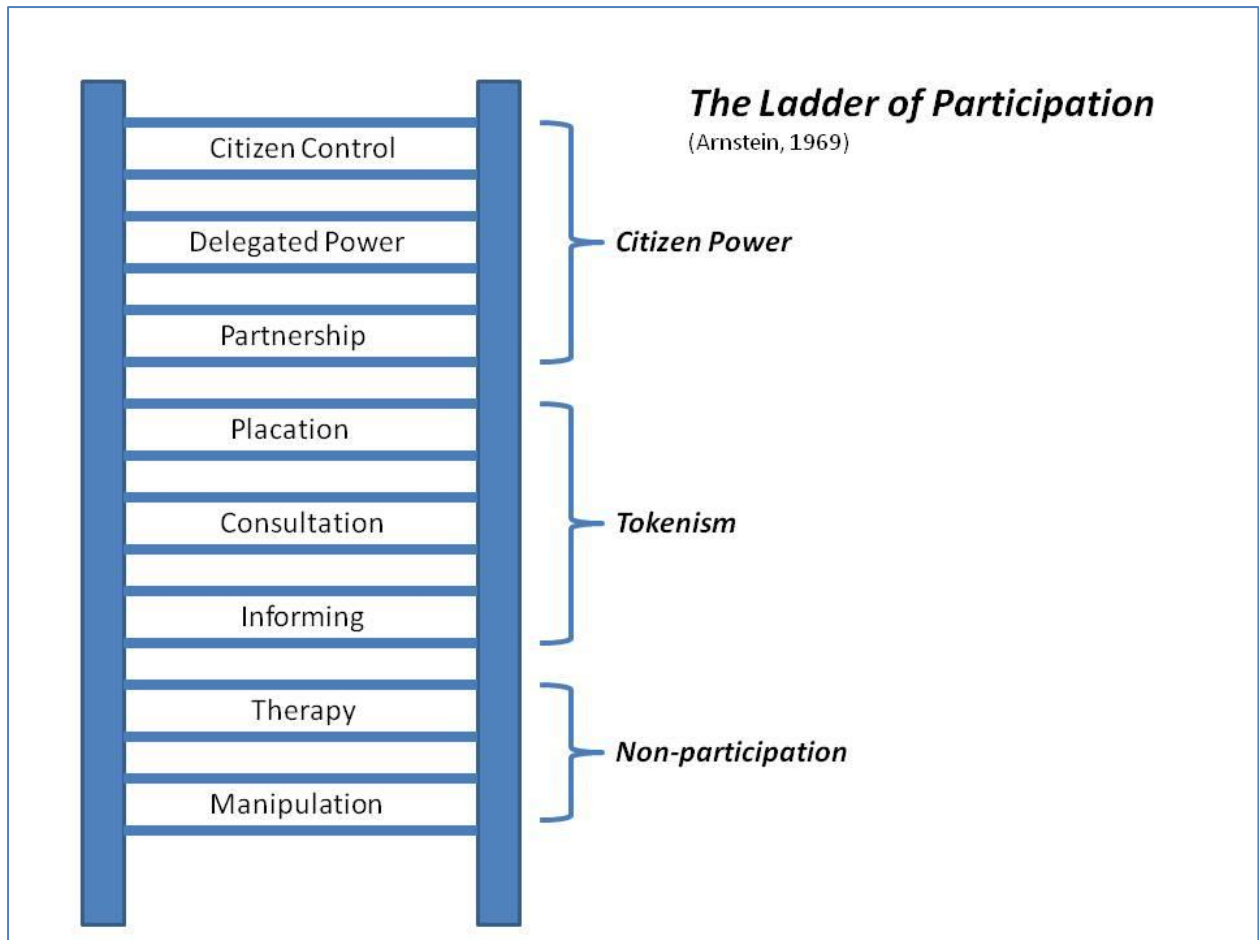 The Ladder of Participation
(Arnstein, 1969)
Citizen Control
Delegated Power
Partnership
Citizen Power
Placation
Consultation
Informing
Tokenism
Therapy
Manipulation
Non-participation